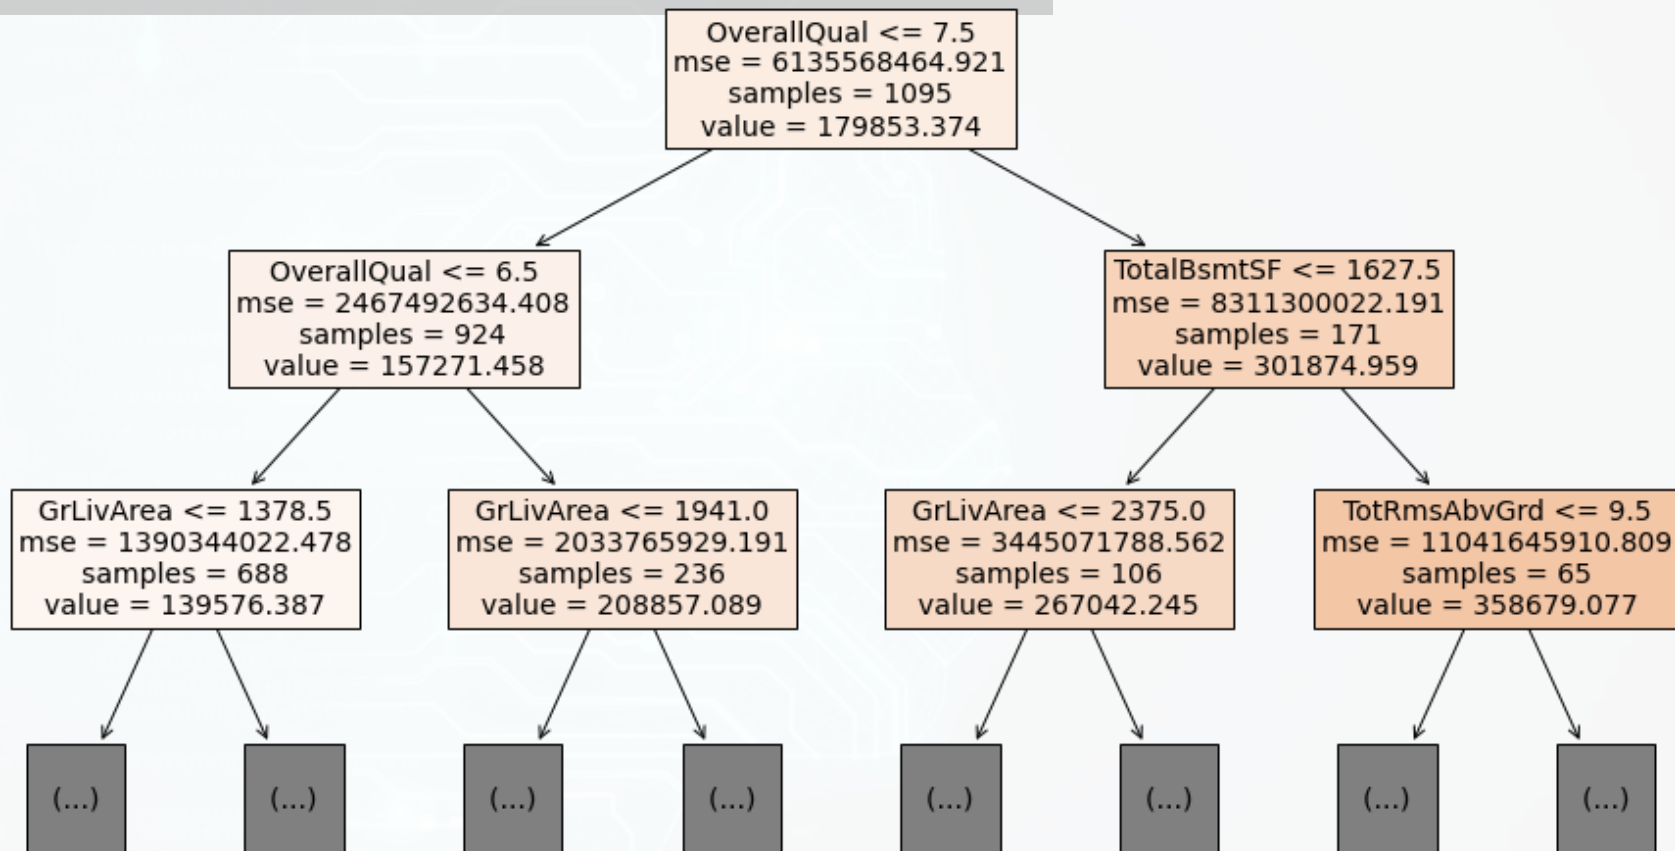 OverallQual <= 7.5
mse = 6135568464.921
samples = 1095
value = 179853.374
OverallQual <= 6.5
mse = 2467492634.408
samples = 924
value = 157271.458
TotalBsmtSF <= 1627.5
mse = 8311300022.191
samples = 171
value = 301874.959
GrLivArea <= 1378.5
mse = 1390344022.478
samples = 688
value = 139576.387
GrLivArea <= 1941.0
mse = 2033765929.191
samples = 236
value = 208857.089
GrLivArea <= 2375.0
mse = 3445071788.562
samples = 106
value = 267042.245
TotRmsAbvGrd <= 9.5
mse = 11041645910.809
samples = 65
value = 358679.077
(...)
(...)
(...)
(...)
(...)
(...)
(...)
(...)